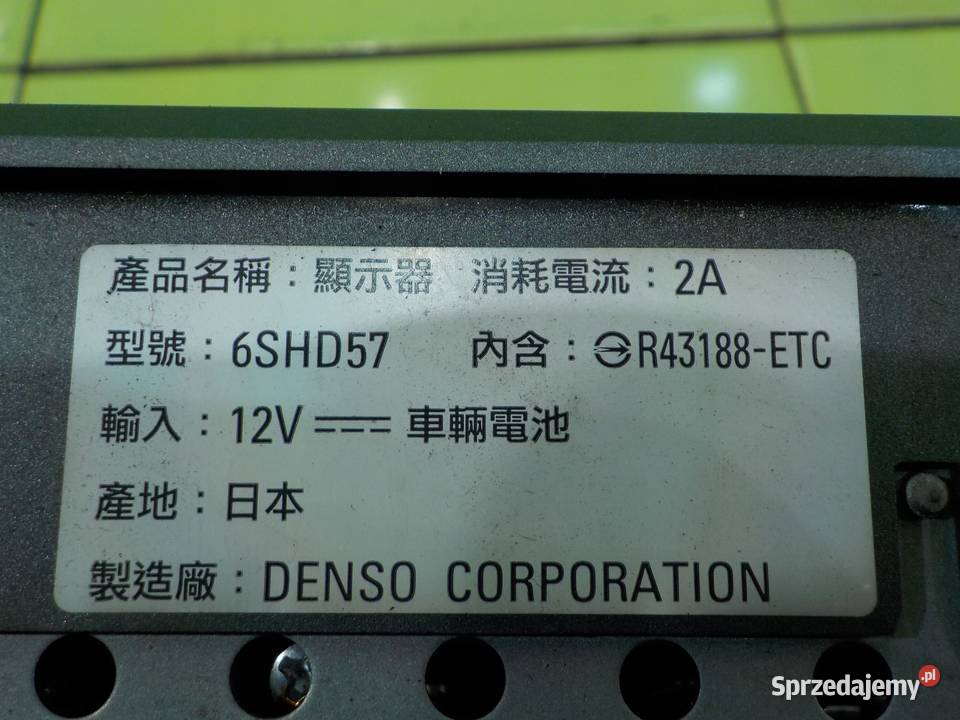 產品名稱：顯示器 消耗電流：2A
型號：6SHD57 內含：R43188-ETC
輸入：12V 車輛電池
產地：日本
製造廠：DENSO CORPORATION
Sprzedajemy.pl